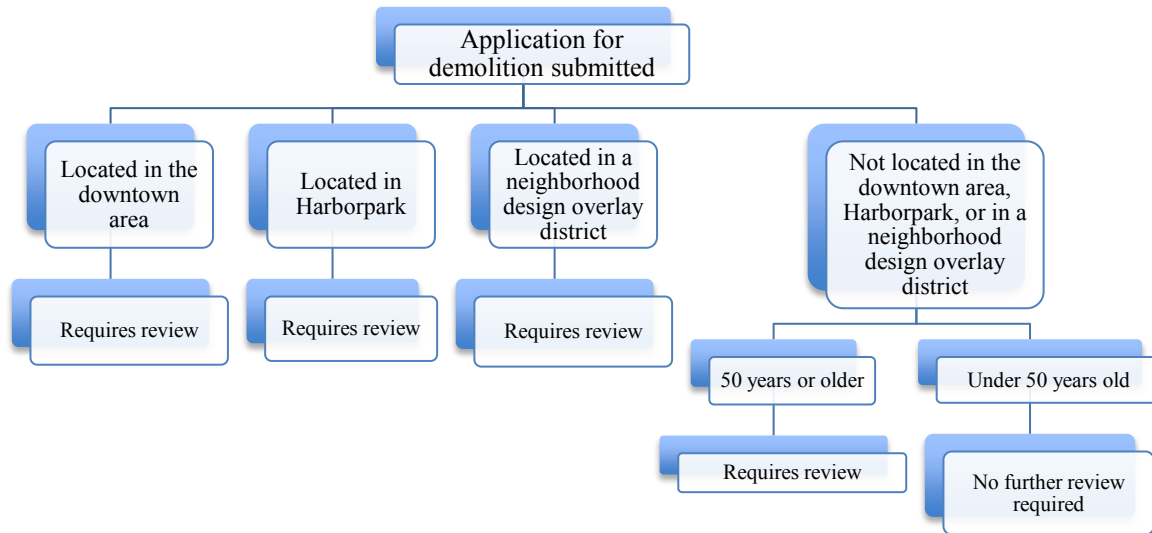 Application for
demolition submitted
Located in the
downtown
area
Located in
Harborpark
Located in a
neighborhood
design overlay
district
Not located in the
downtown area,
Harborpark, or in a
neighborhood
design overlay
district
Requires review
Requires review
Requires review
50 years or older
Under 50 years old
Requires review
No further review
required